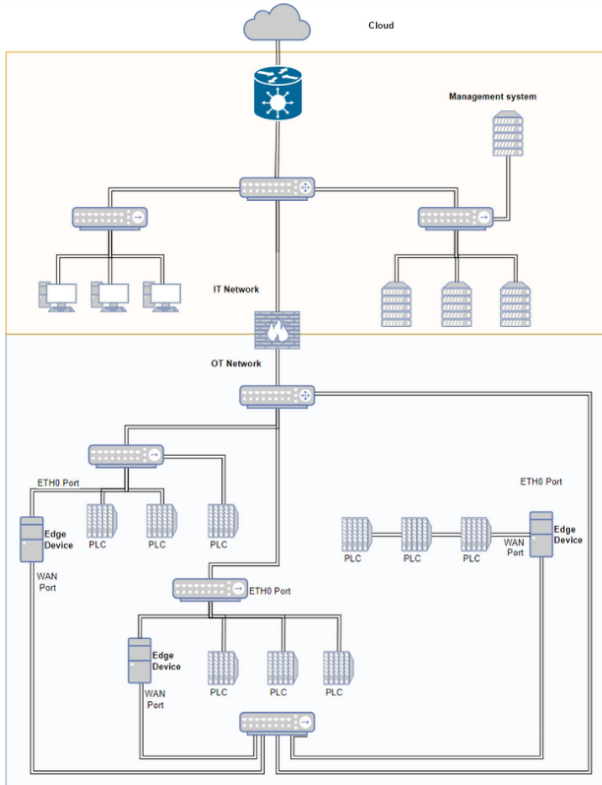 Cloud
Management system
IT Network
OT Network
ETH0 Port
ETH0 Port
Edge
Device
PLC
PLC
PLC
PLC
PLC
PLC
WAN
Port
Edge
Device
WAN
Port
ETH0 Port
Edge
Device
PLC
PLC
PLC
WAN
Port